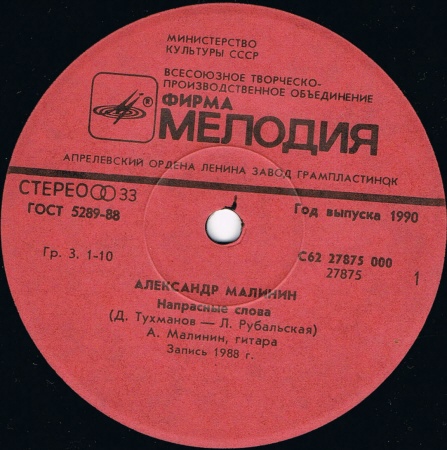 МИНИСТЕРСТВО
КУЛЬТУРЫ СССР
ВСЕСОЮЗНОЕ ТВОРЧЕСКО-
ПРОИЗВОДСТВЕННОЕ ОБЪЕДИНЕНИЕ
® ФИРМА
МЕЛОДИЯ
АПРЕЛЕВСКИЙ ОРДЕНА ЛЕНИНА ЗАВОД ГРАМПЛАСТИНОК
СТЕРЕО 33
ГОСТ 5289-88
Год выпуска 1990
Гр. 3. 1-10
С62 27875 000
27875
1
АЛЕКСАНДР МАЛИНИН
Напрасные слова
(Д. Тухманов — Л. Рубальская)
А. Малинин, гитара
Запись 1988 г.